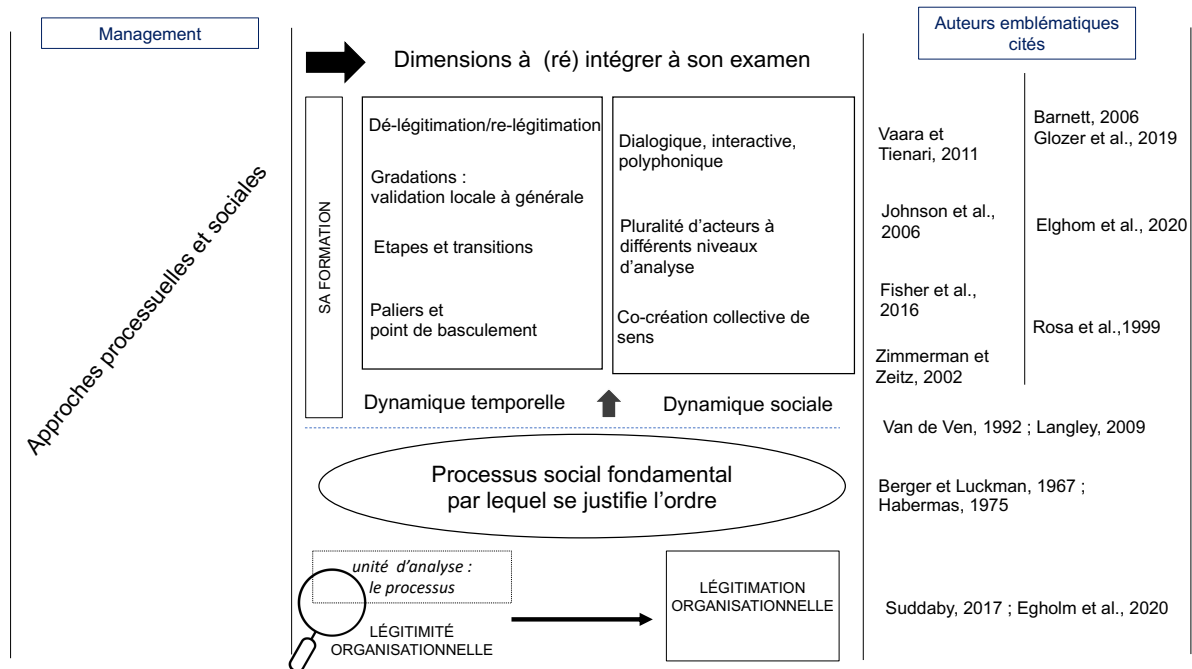 Management
Approches processuelles et sociales
Dimensions à (ré) intégrer à son examen
SA FORMATION
Dé-légitimation/re-légitimation
Gradations :
validation locale à générale
Etapes et transitions
Paliers et
point de basculement
Dialogique, interactive,
polyphonique
Pluralité d’acteurs à
différents niveaux
d’analyse
Co-création collective de
sens
Dynamique temporelle
Dynamique sociale
Processus social fondamental
par lequel se justifie l’ordre
unité d’analyse :
le processus
LÉGITIMITÉ
ORGANISATIONNELLE
LÉGITIMATION
ORGANISATIONNELLE
Auteurs emblématiques
cités
Vaara et
Tienari, 2011
Johnson et al.,
2006
Fisher et al.,
2016
Zimmerman et
Zeitz, 2002
Barnett, 2006
Glozer et al., 2019
Elghom et al., 2020
Rosa et al.,1999
Van de Ven, 1992 ; Langley, 2009
Berger et Luckman, 1967 ;
Habermas, 1975
Suddaby, 2017 ; Egholm et al., 2020